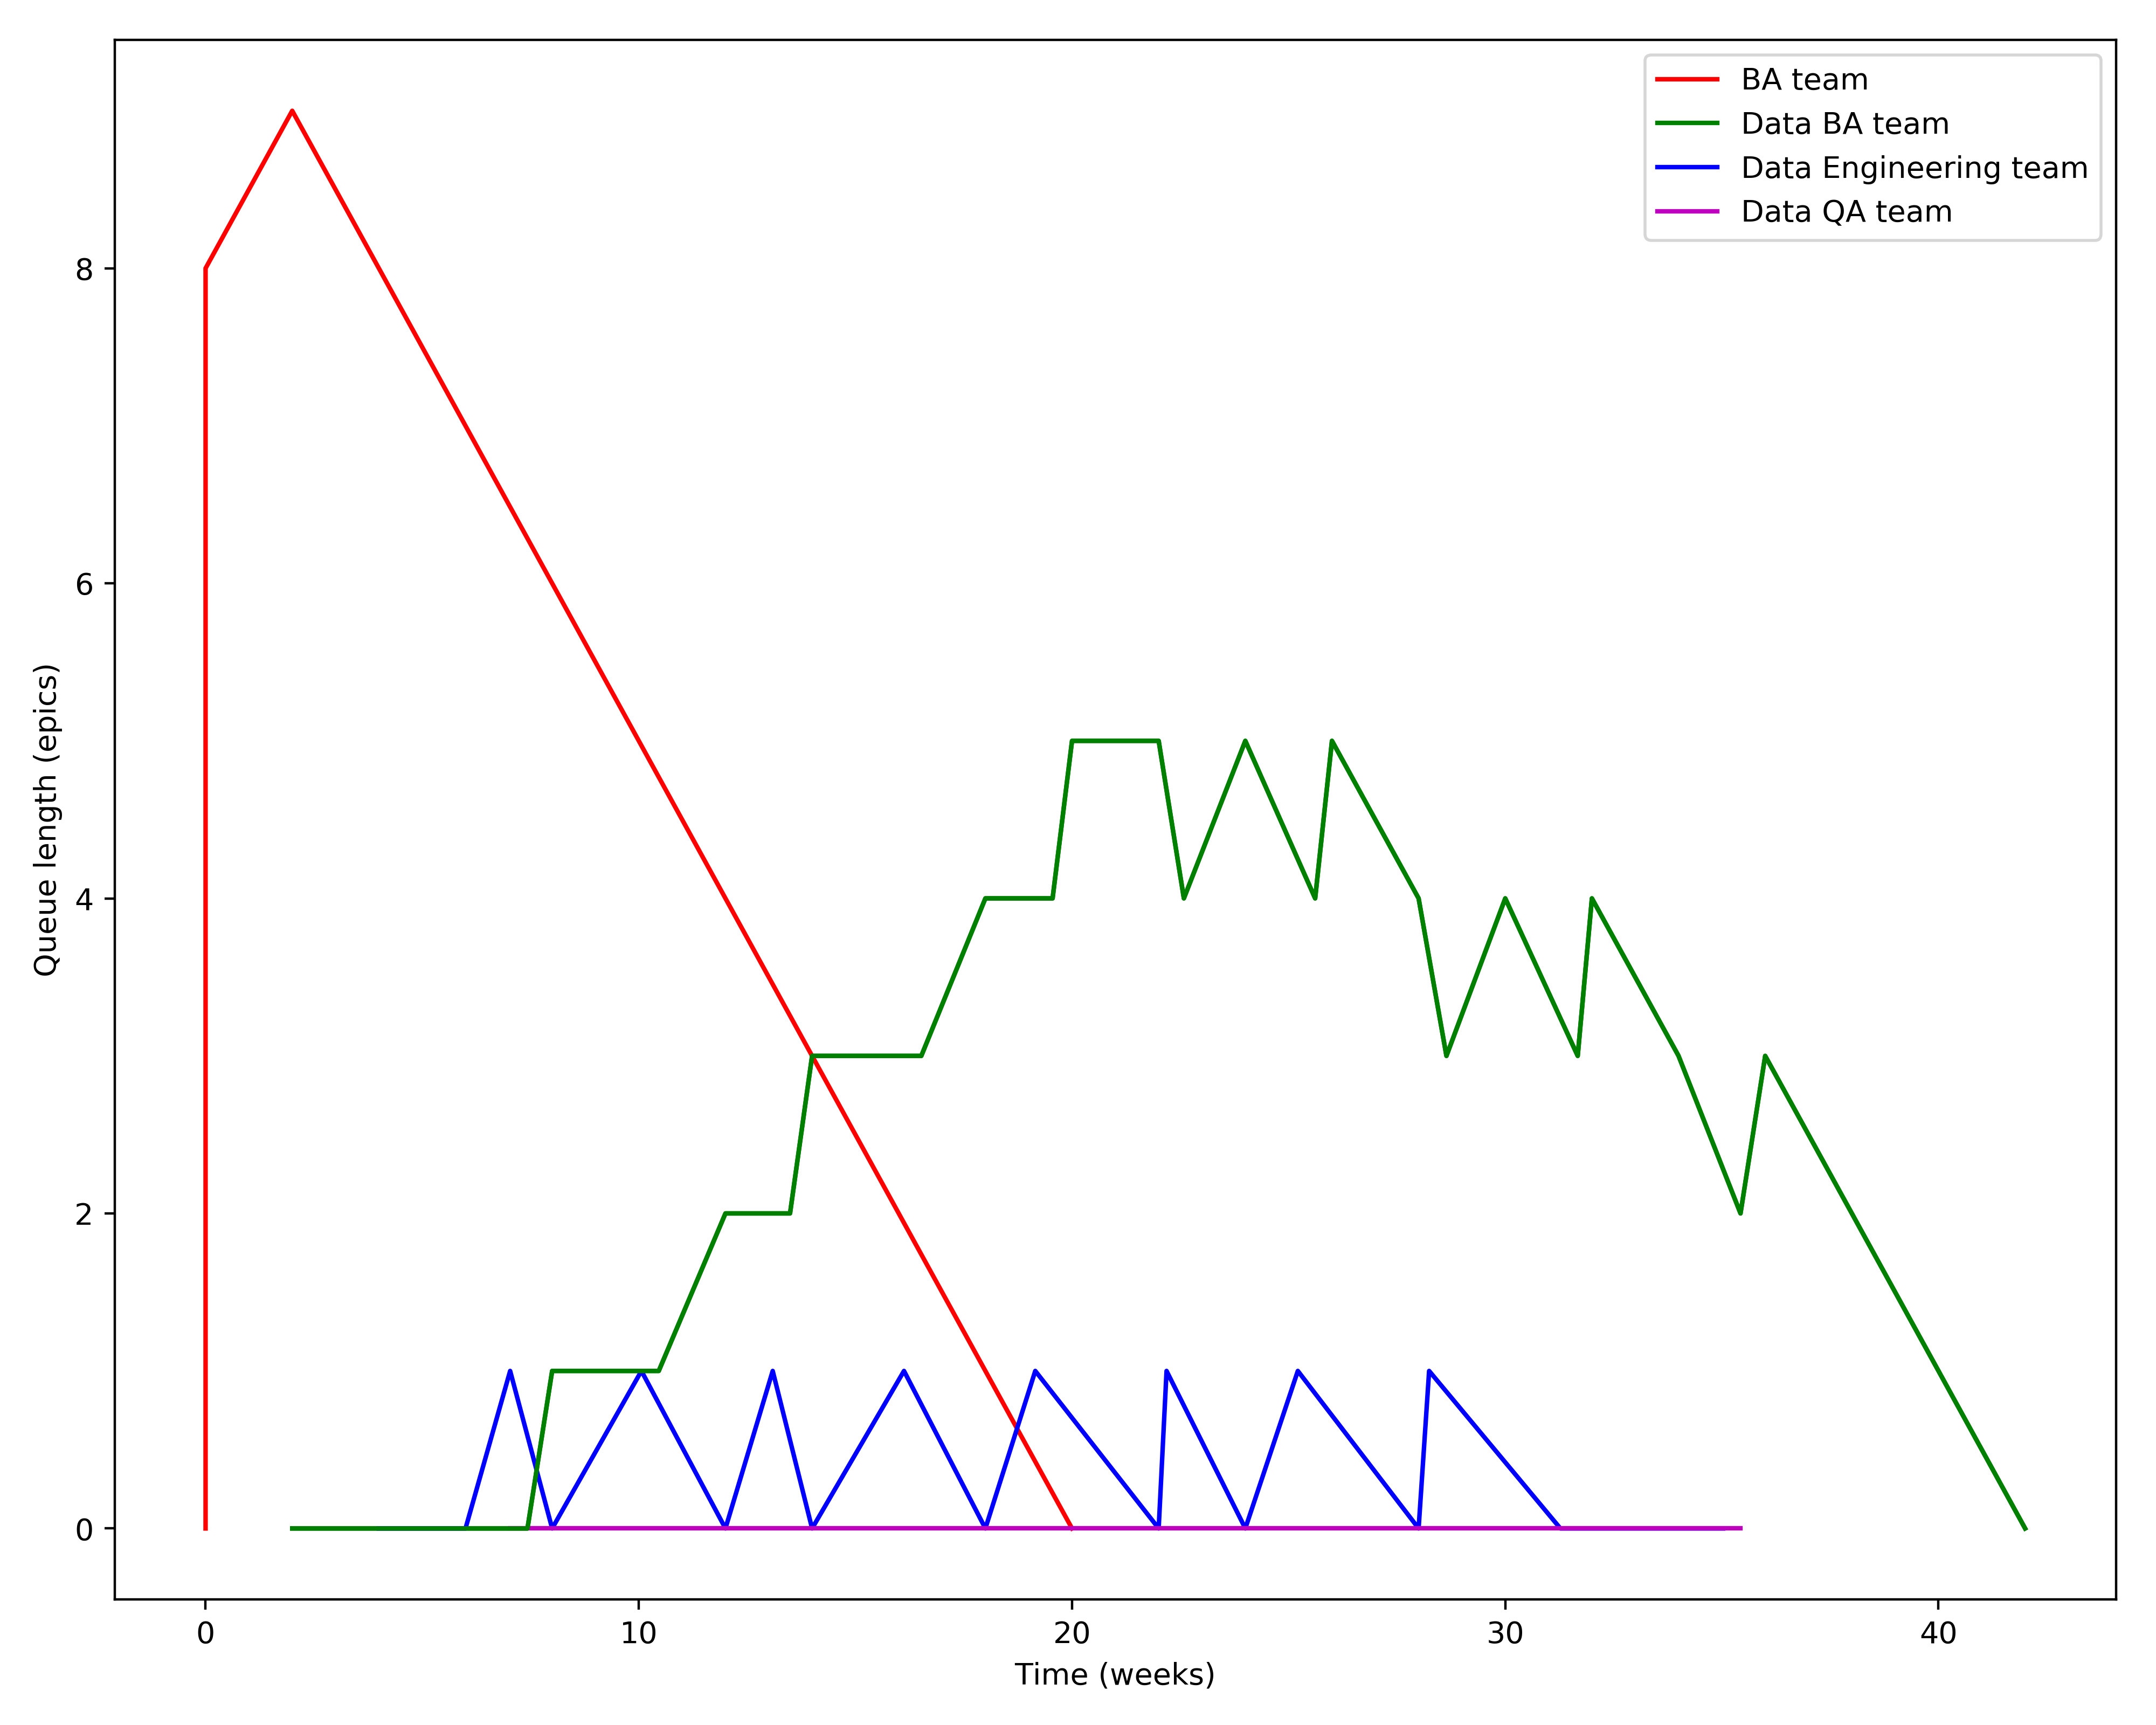 BA team
Data BA team
Data Engineering team
Data QA team
8
6
4
2
0
Queue length (epics)
0 10 20 30 40
Time (weeks)